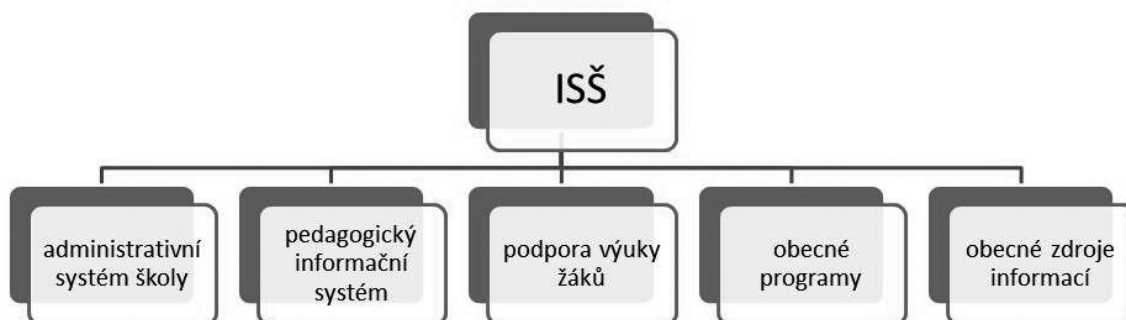 ISŠ
administrativní
systém školy
pedagogický
informační
systém
podpora výuky
žáků
obecné
programy
obecné zdroje
informací